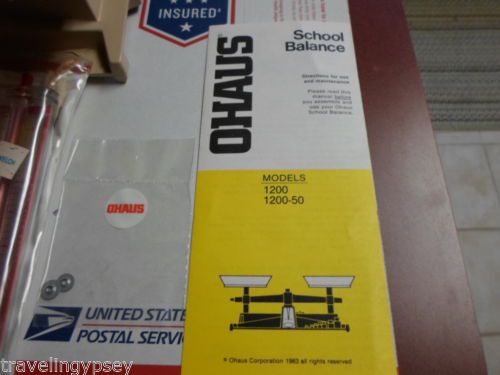 INSURED
OHAUS
School
Balance
Directions for use
and maintenance
Please read this
manual before
you assemble and
use your Ohaus
School Balance.
MODELS
1200
1200-50
® Ohaus Corporation 1983 all rights reserved
OHAUS
UNITED STATE
POSTAL SERVIC
travelingypsey